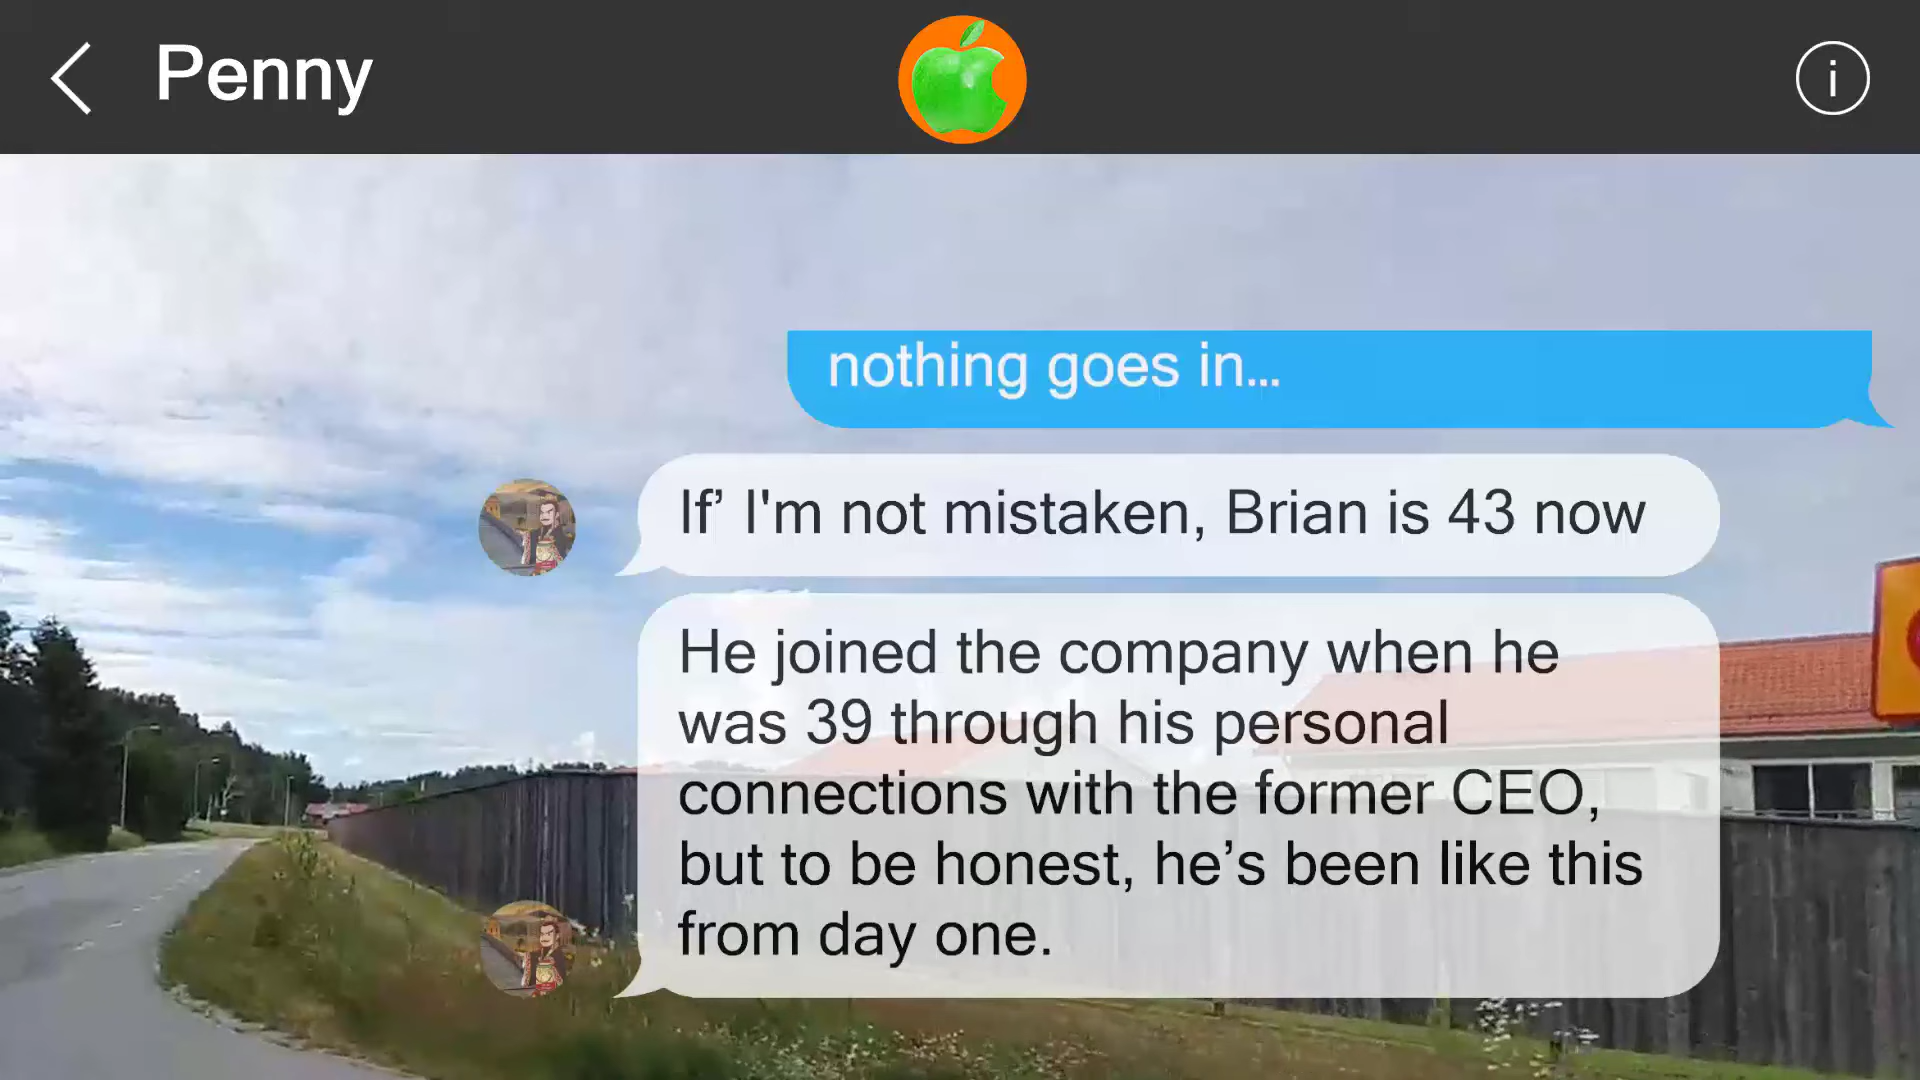 Penny
i
nothing goes in...
If’ I'm not mistaken, Brian is 43 now
He joined the company when he
was 39 through his personal
connections with the former CEO,
but to be honest, he’s been like this
from day one.